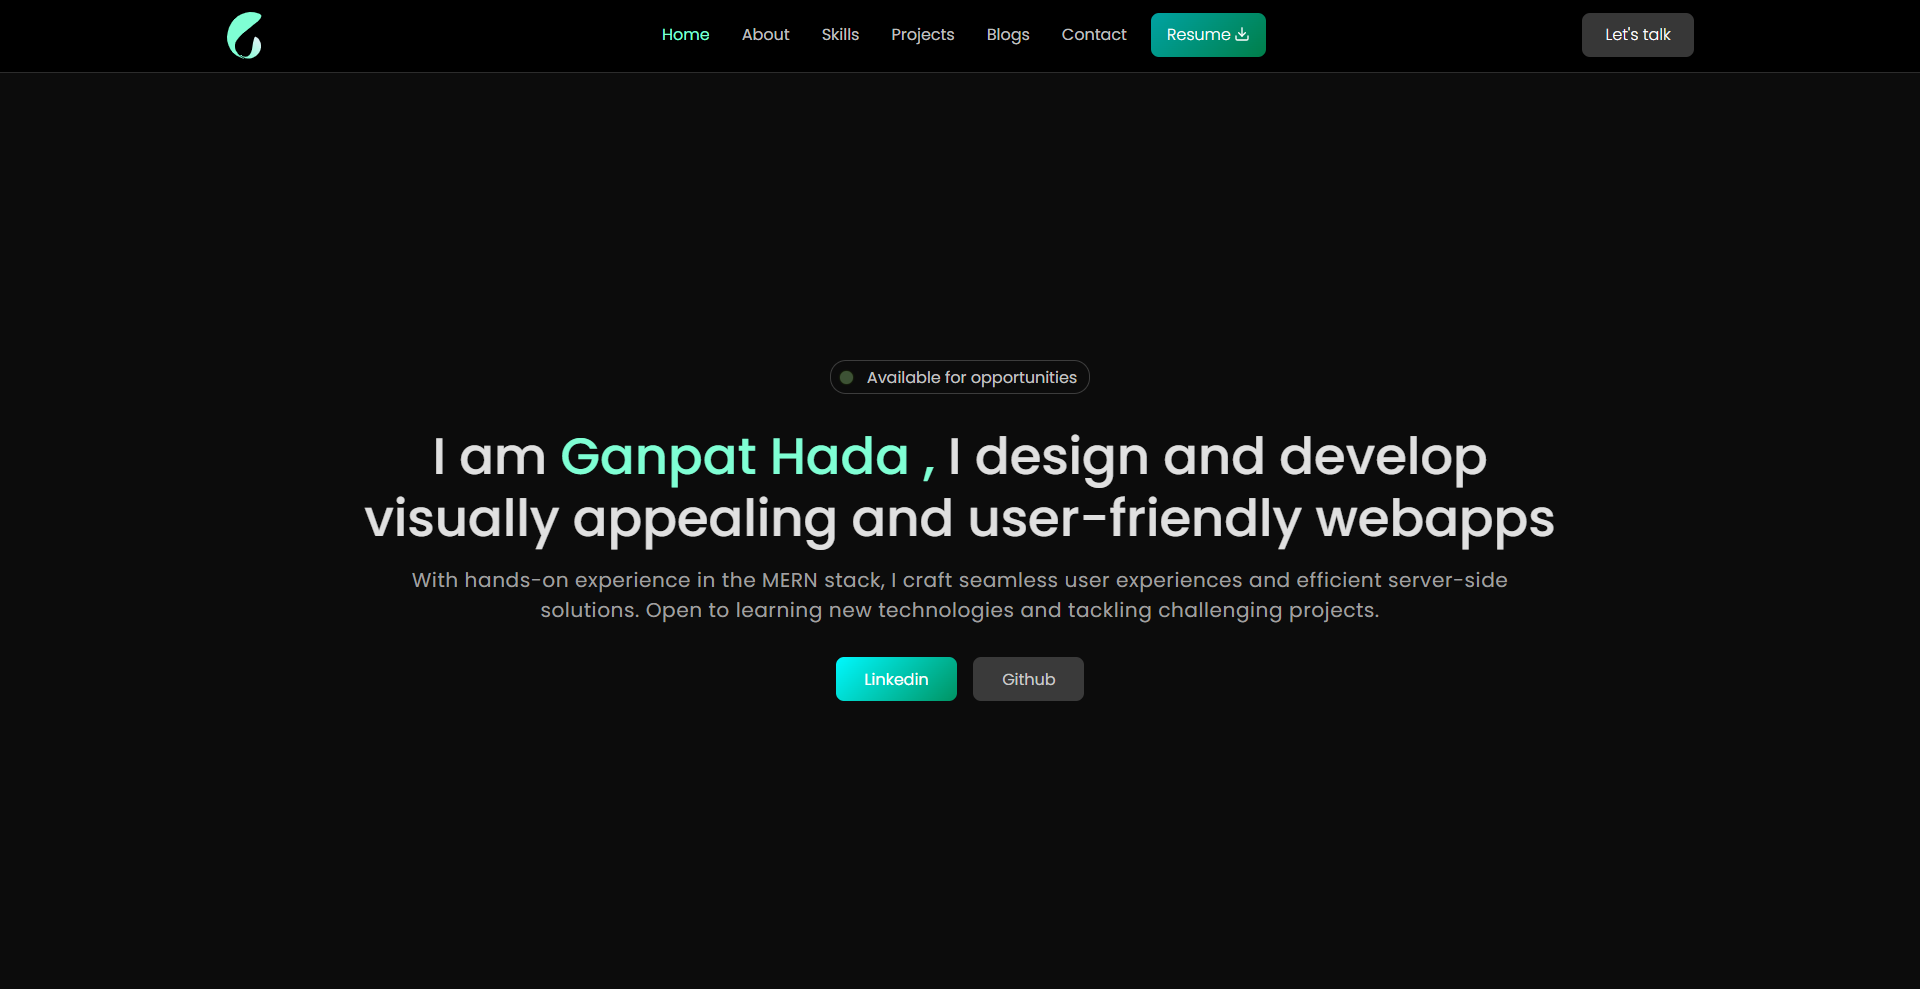 Home About Skills Projects Blogs Contact Resume Let's talk
Available for opportunities
I am Ganpat Hada , I design and develop
visually appealing and user-friendly webapps
With hands-on experience in the MERN stack, I craft seamless user experiences and efficient server-side
solutions. Open to learning new technologies and tackling challenging projects.
Linkedin Github